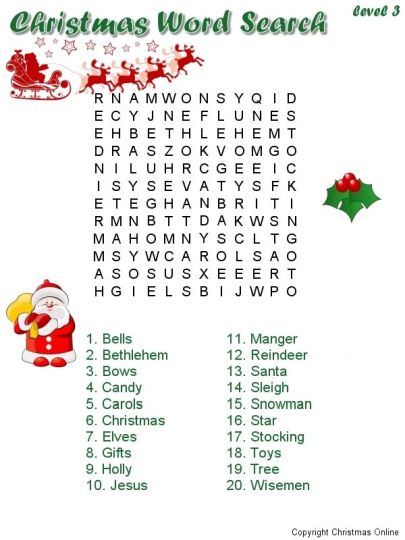 Christmas Word Search
level 3
R N A M W O N S Y Q I D
E C Y J N E F L U N E S
E H B E T H L E H E M T
D R A S Z O K V O M G O
N I L U H R C G E E I C
I S Y S E V A T Y S F K
E T E G H A N B R I T I
R M N B T T D A K W S N
M A H O M N Y S C L T G
M S Y W C A R O L S A O
A S O S U S X E E E R T
H G I E L S B I J W P O
1. Bells
2. Bethlehem
3. Bows
4. Candy
5. Carols
6. Christmas
7. Elves
8. Gifts
9. Holly
10. Jesus
11. Manger
12. Reindeer
13. Santa
14. Sleigh
15. Snowman
16. Star
17. Stocking
18. Toys
19. Tree
20. Wisemen
Copyright Christmas Online